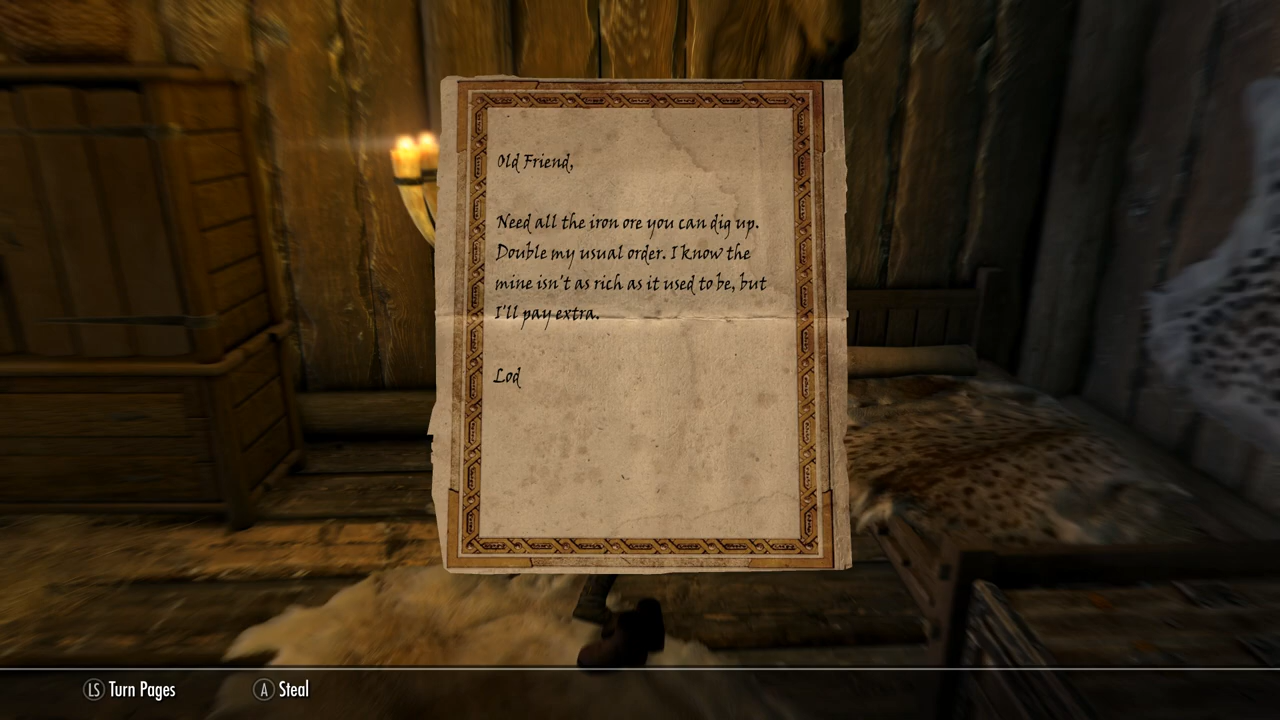 Old Friend,
Need all the iron ore you can dig up.
Double my usual order. I know the
mine isn't as rich as it used to be, but
I'll pay extra.
Lod
LS Turn Pages
A Steal